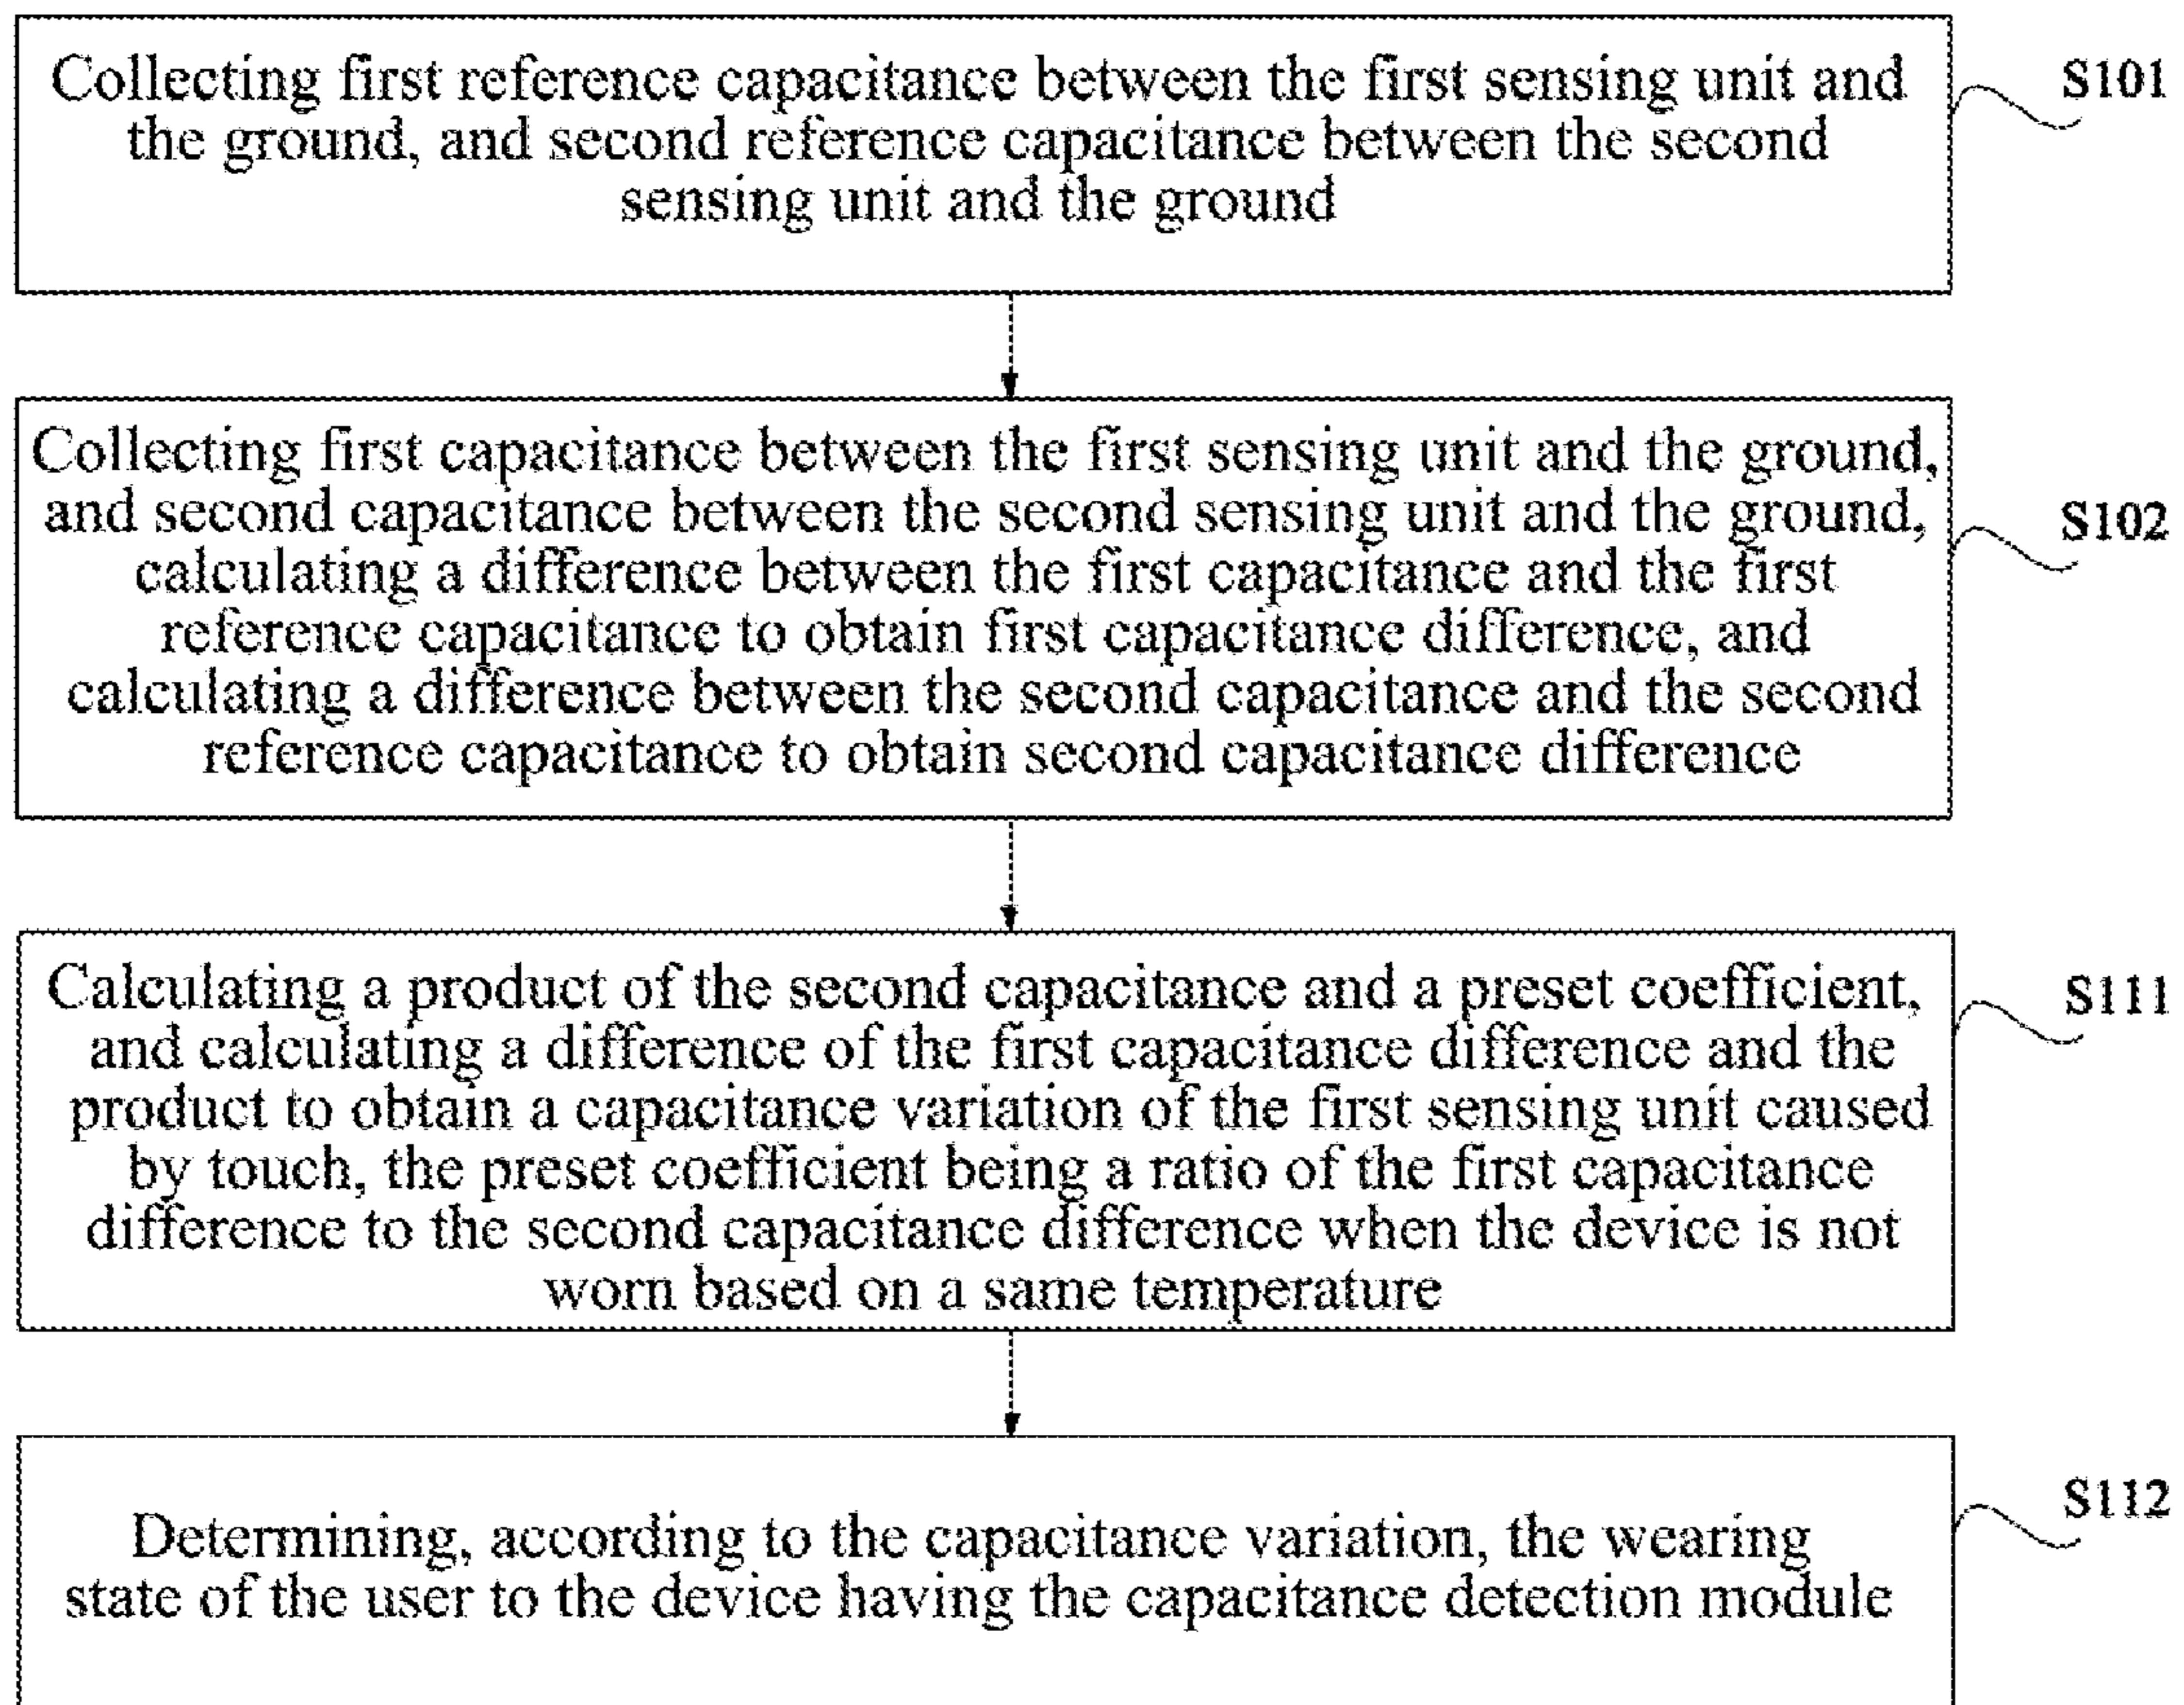 Collecting first reference capacitance between the first sensing unit and
the ground, and second reference capacitance between the second
sensing unit and the ground
S101
Collecting first capacitance between the first sensing unit and the ground,
and second capacitance between the second sensing unit and the ground,
calculating a difference between the first capacitance and the first
reference capacitance to obtain first capacitance difference, and
calculating a difference between the second capacitance and the second
reference capacitance to obtain second capacitance difference
S102
Calculating a product of the second capacitance and a preset coefficient,
and calculating a difference of the first capacitance difference and the
product to obtain a capacitance variation of the first sensing unit caused
by touch, the preset coefficient being a ratio of the first capacitance
difference to the second capacitance difference when the device is not
worn based on a same temperature
S111
Determining, according to the capacitance variation, the wearing
state of the user to the device having the capacitance detection module
S112